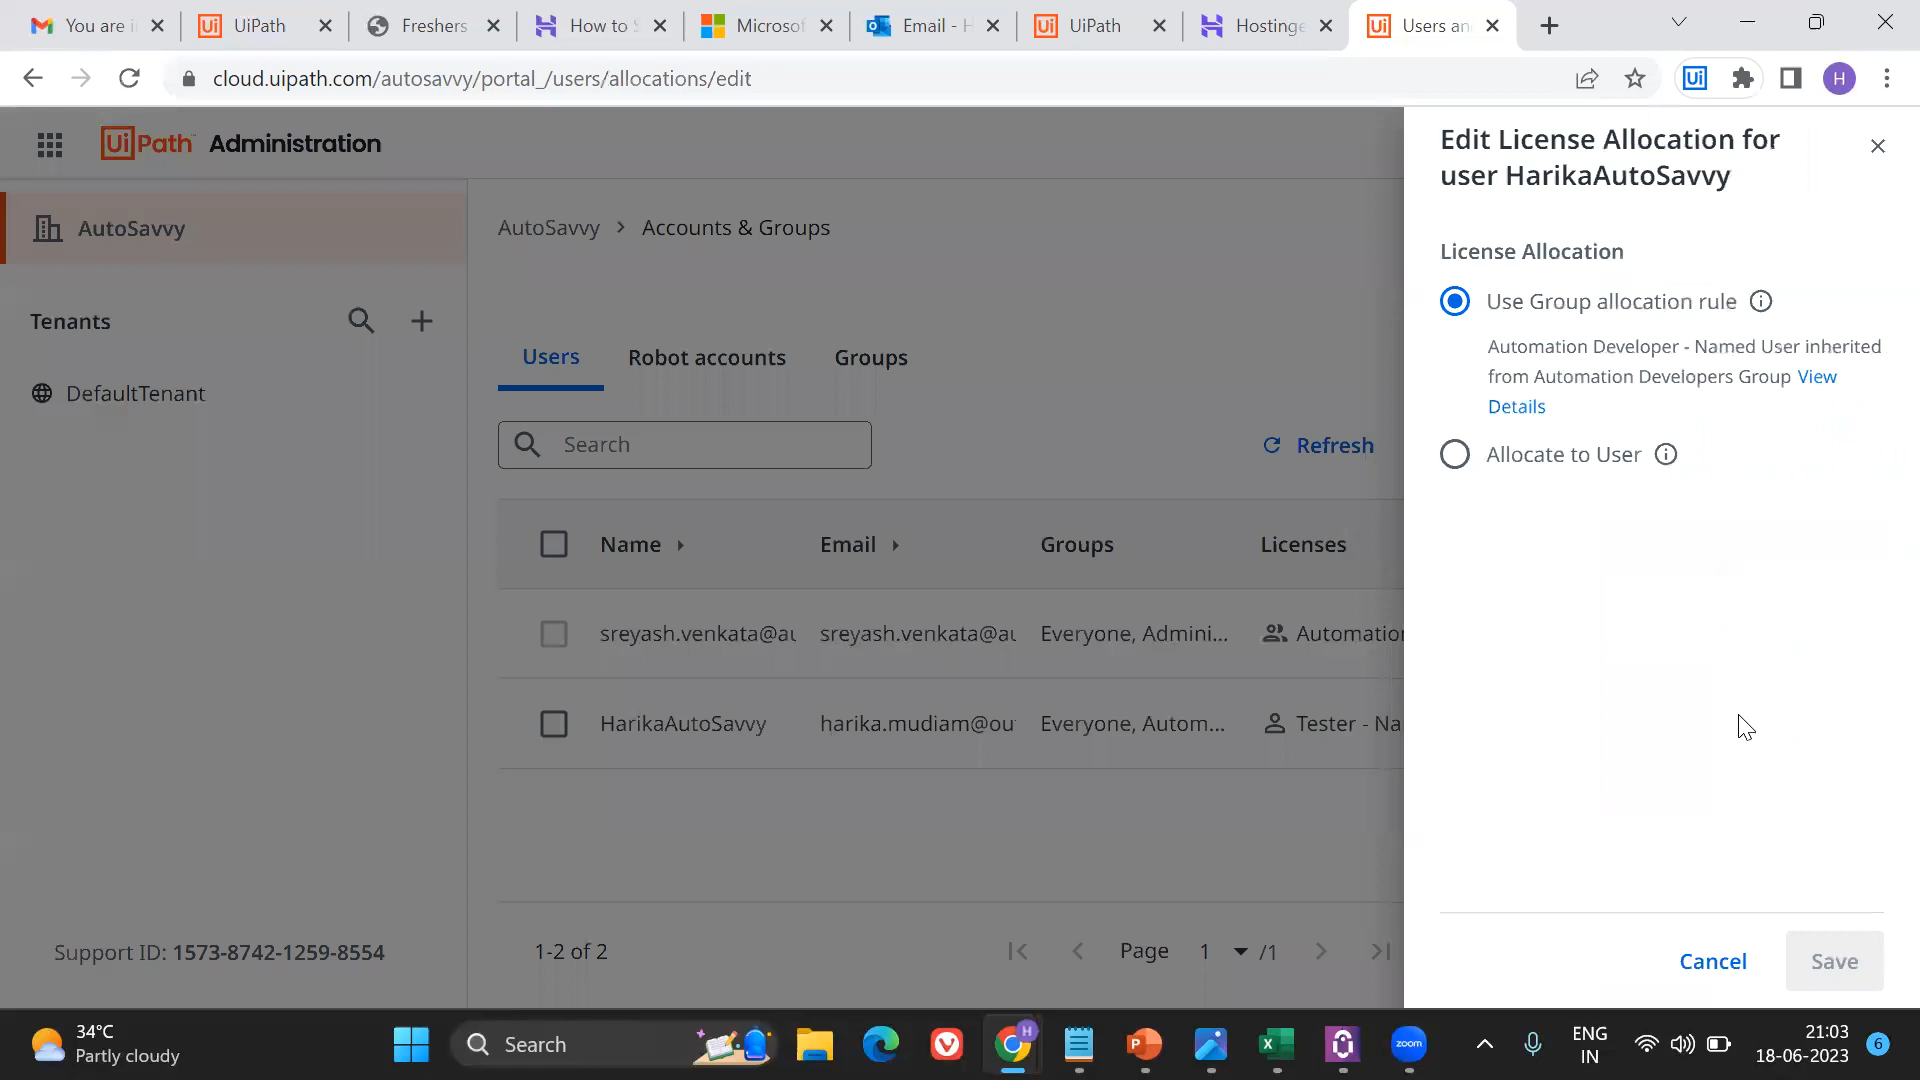 You are i
UiPath
Freshers
How to S
Microsof
Email - H
UiPath
Hostinge
Users an
cloud.uipath.com/autosavvy/portal_/users/allocations/edit
H
UiPath Administration
AutoSavvy
Tenants
DefaultTenant
Support ID: 1573-8742-1259-8554
AutoSavvy > Accounts & Groups
Users Robot accounts Groups
Search
Refresh
Name Email Groups Licenses
sreyash.venkata@au sreyash.venkata@au Everyone, Admini... Automation
HarikaAutoSavvy harika.mudiam@ou Everyone, Autom... Tester - Na
1-2 of 2
Page 1 /1
Edit License Allocation for
user HarikaAutoSavvy
License Allocation
Use Group allocation rule
Automation Developer - Named User inherited
from Automation Developers Group View
Details
Allocate to User
Cancel Save
34°C
Partly cloudy
Search
zoom
ENG
IN
21:03
18-06-2023
6